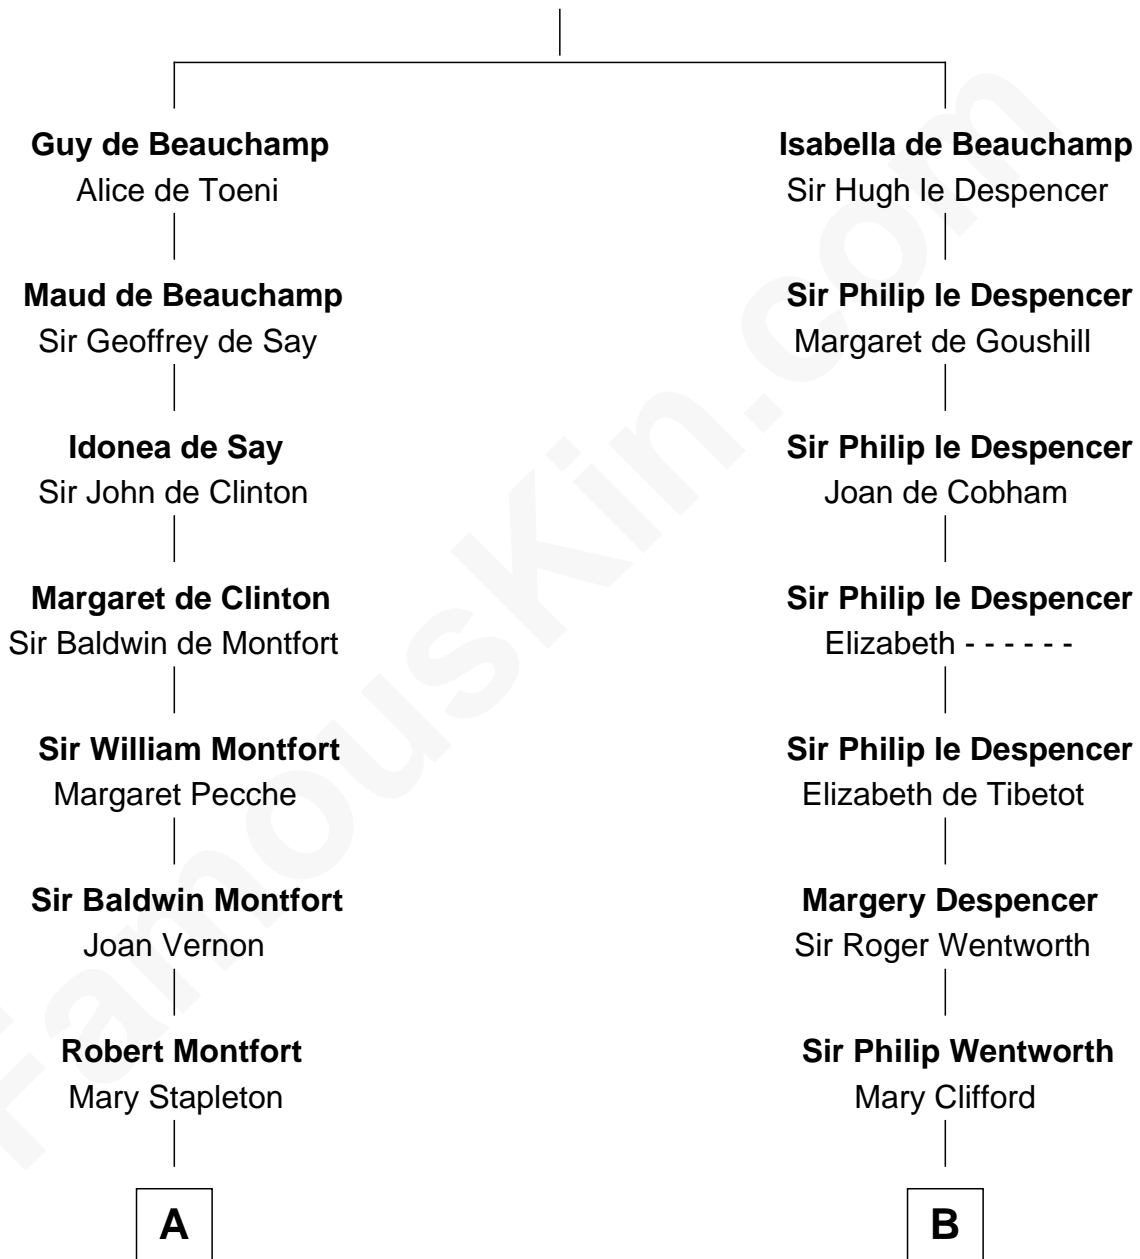 Guy de Beauchamp
Alice de Toeni
Isabella de Beauchamp
Sir Hugh le Despencer
Maud de Beauchamp
Sir Geoffrey de Say
Sir Philip le Despencer
Margaret de Goushill
Idonea de Say
Sir John de Clinton
Sir Philip le Despencer
Joan de Cobham
Margaret de Clinton
Sir Baldwin de Montfort
Sir Philip le Despencer
Elizabeth - - - - - -
Sir William Montfort
Margaret Pecche
Sir Philip le Despencer
Elizabeth de Tibetot
Sir Baldwin Montfort
Joan Vernon
Margery Despencer
Sir Roger Wentworth
Robert Montfort
Mary Stapleton
Sir Philip Wentworth
Mary Clifford
A
B
FamousKin.com